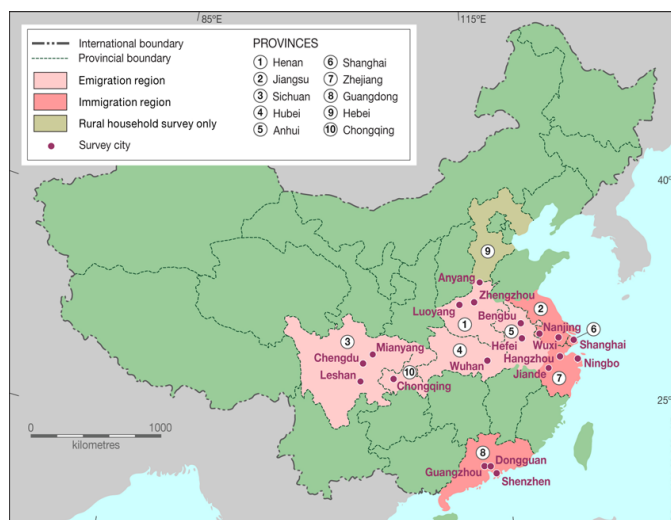 85°E
115°E
International boundary
Provincial boundary
Emigration region
Immigration region
Rural household survey only
Survey city
PROVINCES
1 Henan
2 Jiangsu
3 Sichuan
4 Hubei
5 Anhui
6 Shanghai
7 Zhejiang
8 Guangdong
9 Hebei
10 Chongqing
40°
9
Anyang
Zhengzhou
2
Luoyang
Bengbu
1
5
Nanjing
6
3
Mianyang
Hefei
Wuxi
Shanghai
Chengdu
4
Hangzhou
Ningbo
10
Wuhan
Leshan
Chongqing
Jiande
7
25°
0
1000
kilometres
8
Dongguan
Guangzhou
Shenzhen